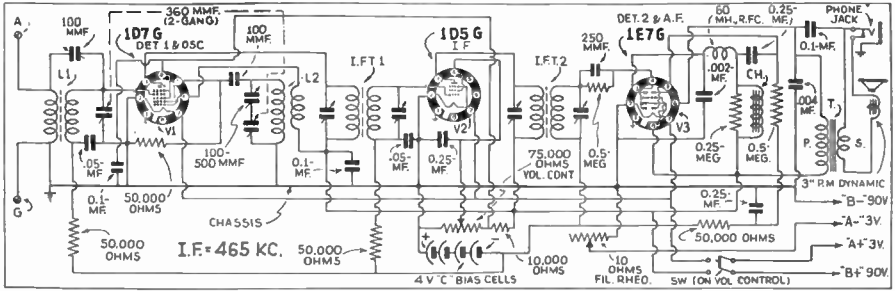 A.
G
L1
100
MMF.
360 MMF.
(2-GANG)
1D7G
DET 1 & OSC
V1
.05-
MF.
0.1-
MF.
50,000
OHMS
50,000
OHMS
100
MMF.
L2
100-
500 MMF
0.1-
MF.
CHASSIS
I.F.= 465 KC.
I.F.T 1
50,000
OHMS
1D5G
I F
V2
.05-
MF.
0.25-
MF.
75,000
OHMS
VOL. CONT.
+
-
4 V "C" BIAS CELLS
10,000
OHMS
I.F.T.2
250
MMF.
0.5-
MEG.
10
OHMS
FIL. RHEO.
DET. 2 & A.F.
1E7G
V3
60
MH., R.F.C.
0.25-
MF.
.002-
MF.
CH.
0.25-
MEG.
0.5-
MEG.
0.25-
MF.
50,000 OHMS
SW (ON VOL CONTROL)
0.1-MF.
.004
MF.
PHONE
JACK
T.
P.
S.
3" P.M DYNAMIC
"B-" 90V.
"A-" 3V.
"A+" 3V.
"B+" 90V.